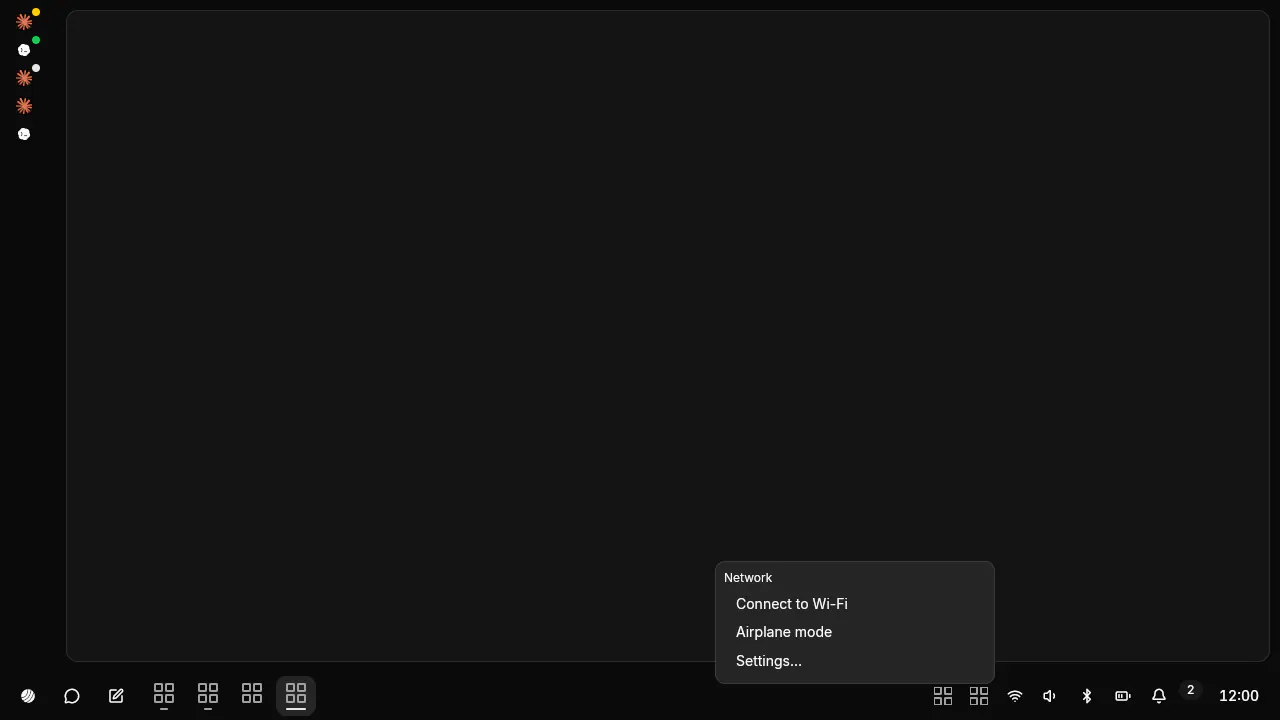 Network
Connect to Wi-Fi
Airplane mode
Settings...
2
12:00